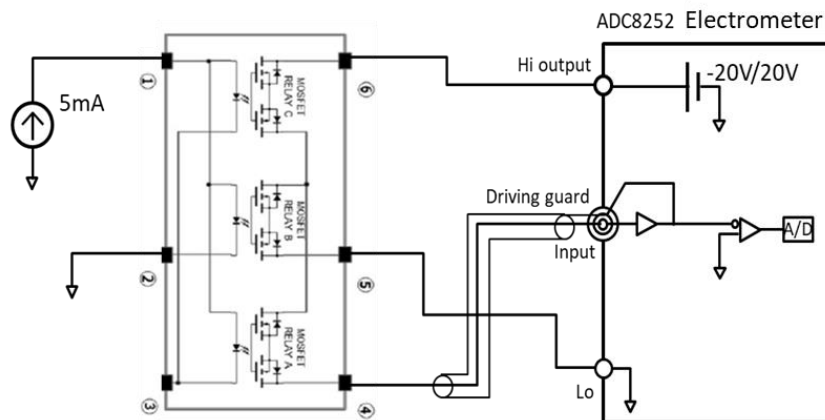 ADC8252 Electrometer
Hi output
-20V/20V
5mA
①
⑥
MOSFET
RELAY C
Driving guard
Input
A/D
MOSFET
RELAY B
②
⑤
MOSFET
RELAY A
③
④
Lo